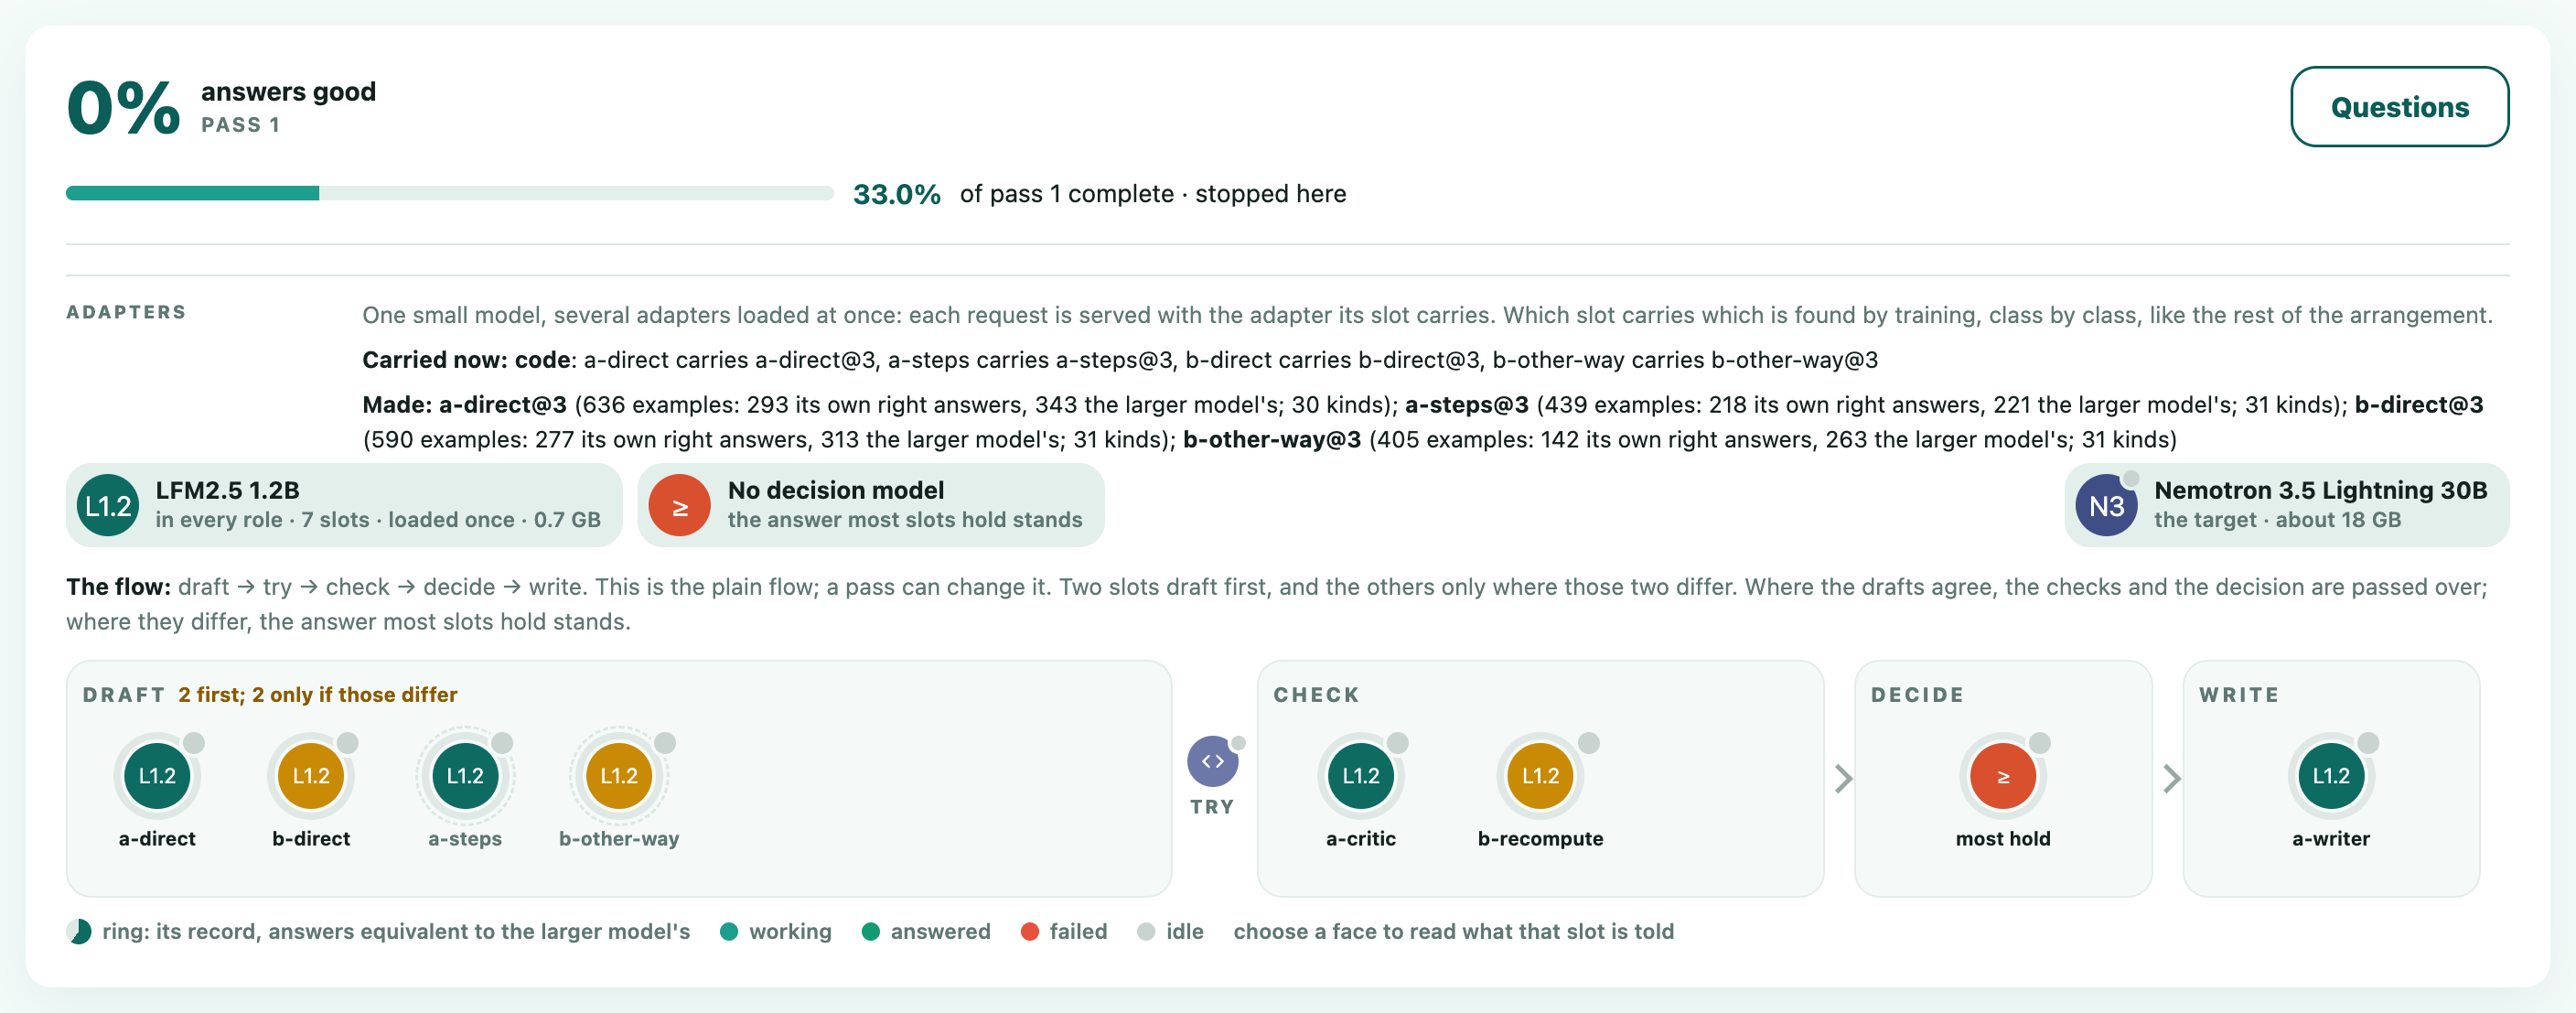 0% answers good
PASS 1
Questions
33.0% of pass 1 complete · stopped here
ADAPTERS
One small model, several adapters loaded at once: each request is served with the adapter its slot carries. Which slot carries which is found by training, class by class, like the rest of the arrangement.
Carried now: code: a-direct carries a-direct@3, a-steps carries a-steps@3, b-direct carries b-direct@3, b-other-way carries b-other-way@3
Made: a-direct@3 (636 examples: 293 its own right answers, 343 the larger model's; 30 kinds); a-steps@3 (439 examples: 218 its own right answers, 221 the larger model's; 31 kinds); b-direct@3
(590 examples: 277 its own right answers, 313 the larger model's; 31 kinds); b-other-way@3 (405 examples: 142 its own right answers, 263 the larger model's; 31 kinds)
L1.2 LFM2.5 1.2B
in every role · 7 slots · loaded once · 0.7 GB
≥ No decision model
the answer most slots hold stands
N3 Nemotron 3.5 Lightning 30B
the target · about 18 GB
The flow: draft → try → check → decide → write. This is the plain flow; a pass can change it. Two slots draft first, and the others only where those two differ. Where the drafts agree, the checks and the decision are passed over;
where they differ, the answer most slots hold stands.
DRAFT 2 first; 2 only if those differ
L1.2 L1.2 L1.2 L1.2
a-direct b-direct a-steps b-other-way
<> TRY
CHECK
L1.2 L1.2
a-critic b-recompute
DECIDE
≥
most hold
WRITE
L1.2
a-writer
ring: its record, answers equivalent to the larger model's working answered failed idle choose a face to read what that slot is told